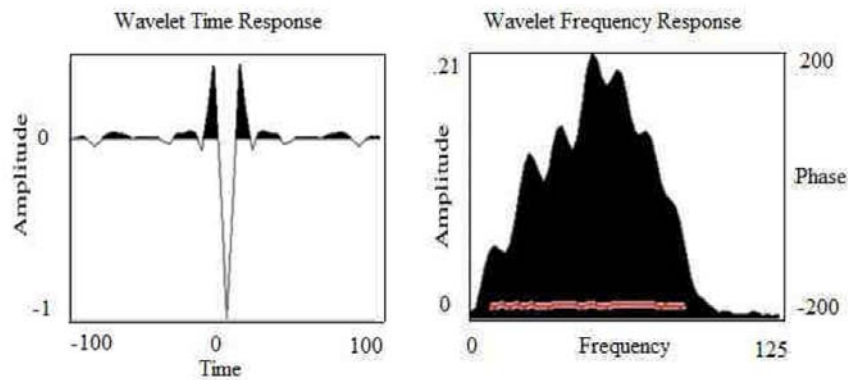 Wavelet Time Response
Amplitude
0
-1
-100
0
100
Time
Wavelet Frequency Response
.21
Amplitude
0
200
Phase
-200
0
Frequency
125